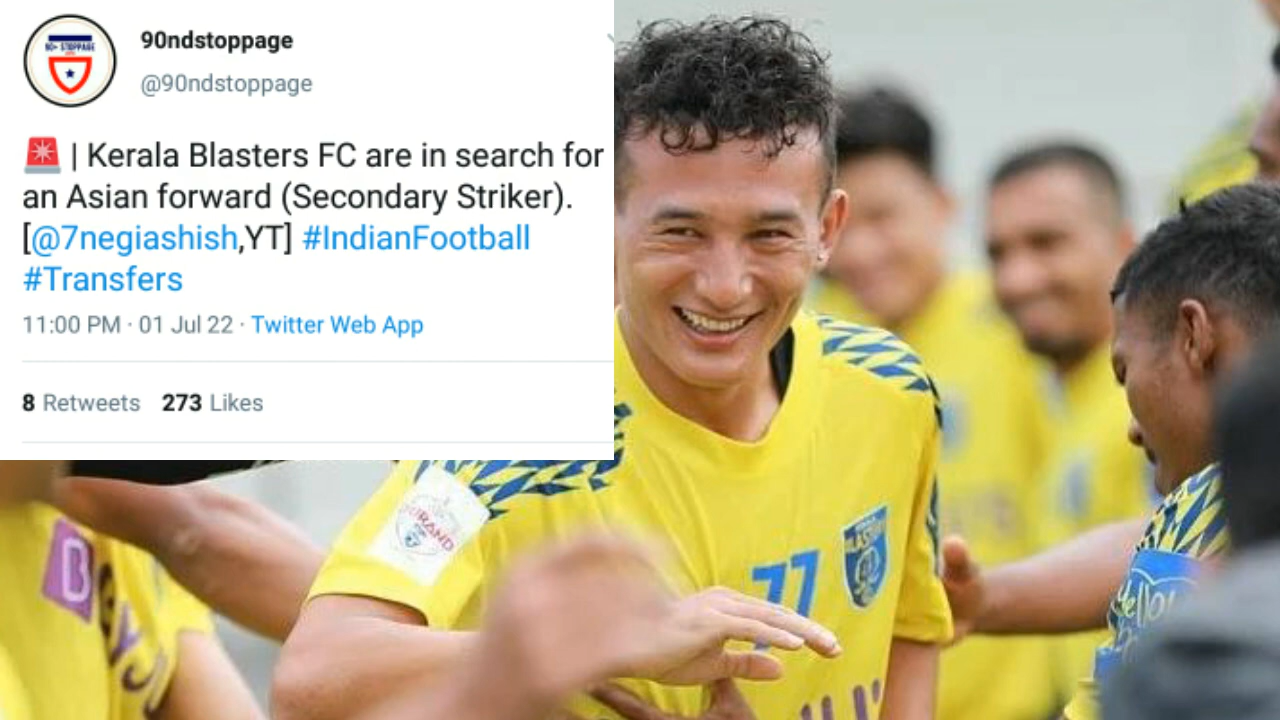 90ndstoppage
@90ndstoppage
🚨 | Kerala Blasters FC are in search for
an Asian forward (Secondary Striker).
[@7negiashish,YT] #IndianFootball
#Transfers
11:00 PM · 01 Jul 22 · Twitter Web App
8 Retweets 273 Likes
77